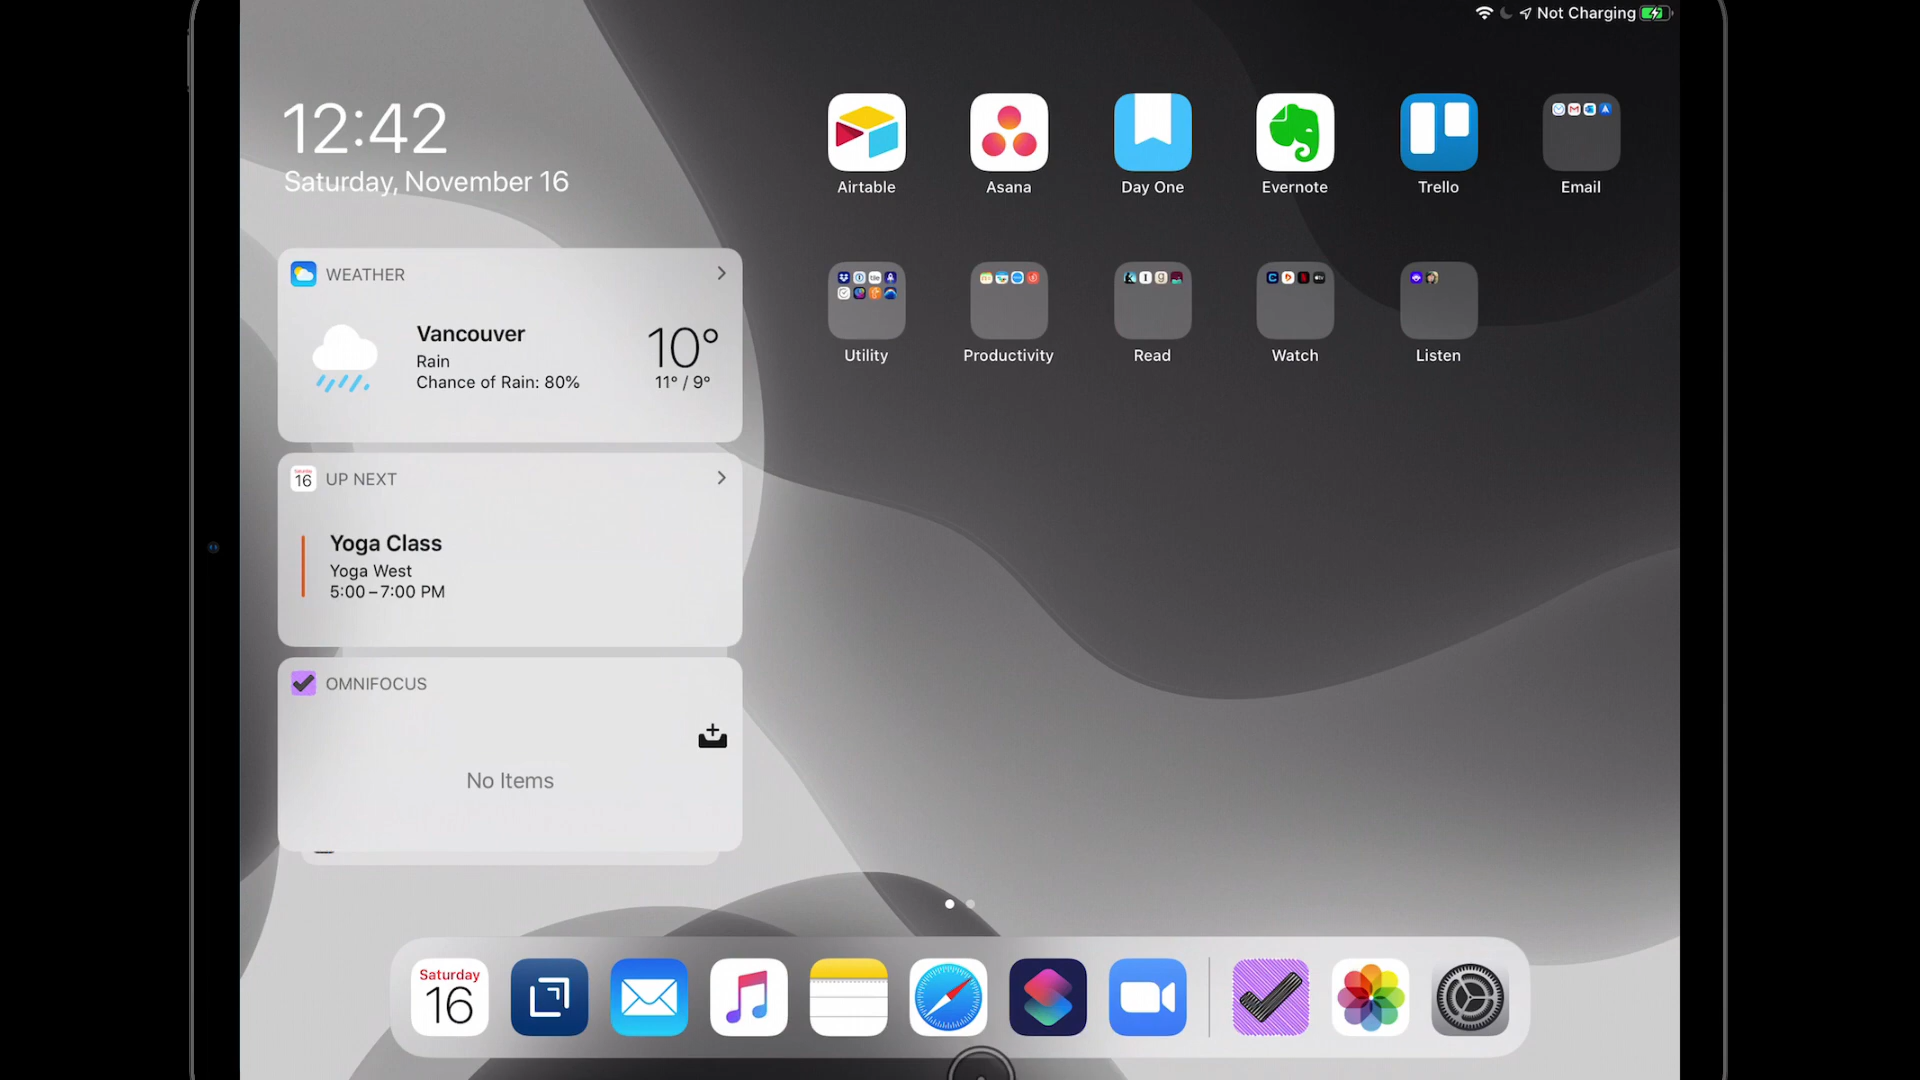 Not Charging
12:42
Saturday, November 16
Airtable
Asana
Day One
Evernote
Trello
Email
Utility
Productivity
Read
Watch
Listen
WEATHER
Vancouver
Rain
Chance of Rain: 80%
10°
11° / 9°
16
UP NEXT
Yoga Class
Yoga West
5:00 – 7:00 PM
OMNIFOCUS
No Items
Saturday
16